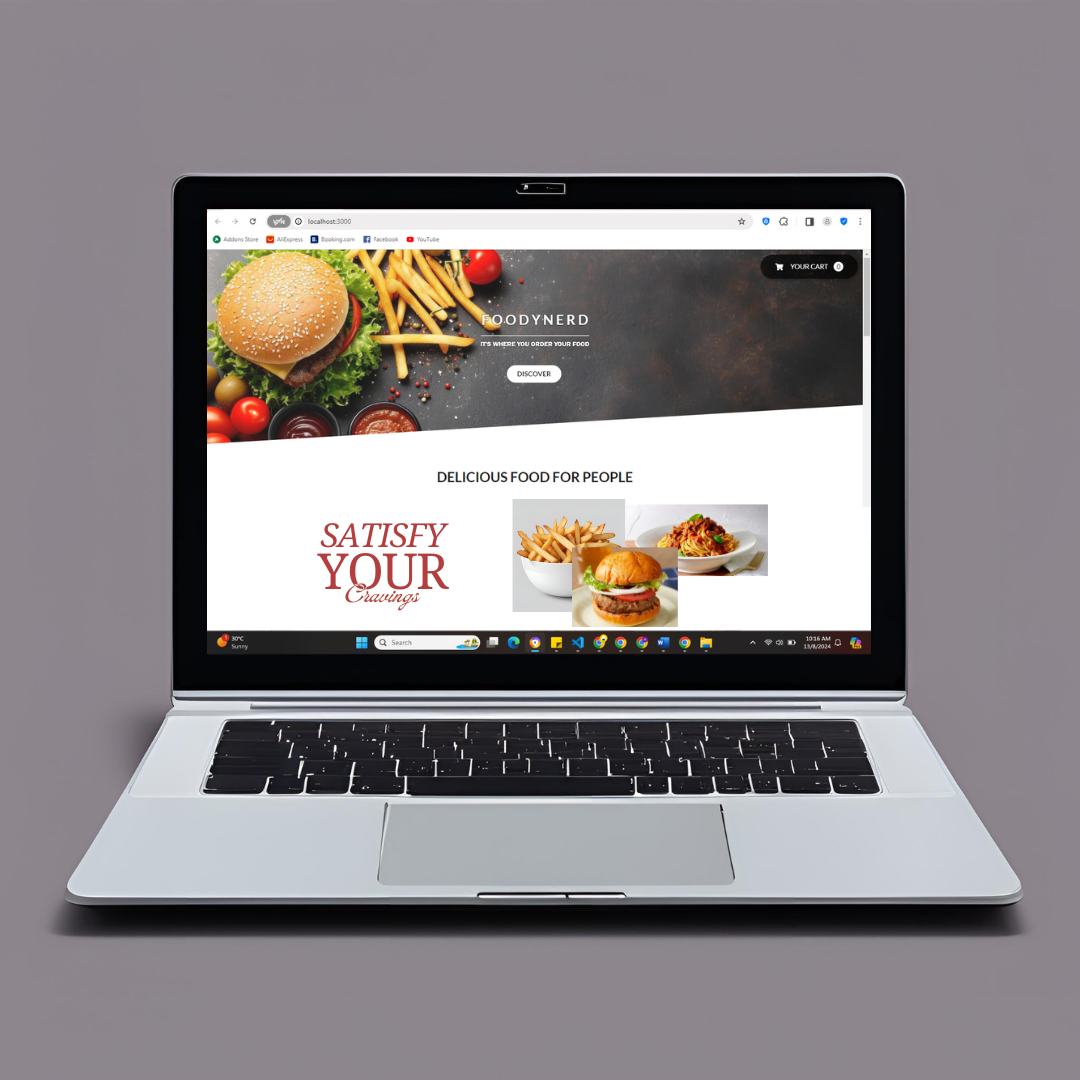 localhost:3000
Addons Store AliExpress B. Booking.com Facebook YouTube
YOUR CART 0
FOODYNERD
IT'S WHERE YOU ORDER YOUR FOOD
DISCOVER
DELICIOUS FOOD FOR PEOPLE
SATISFY
YOUR
Cravings
30°C
Sunny
Search
10:16 AM
13/8/2024